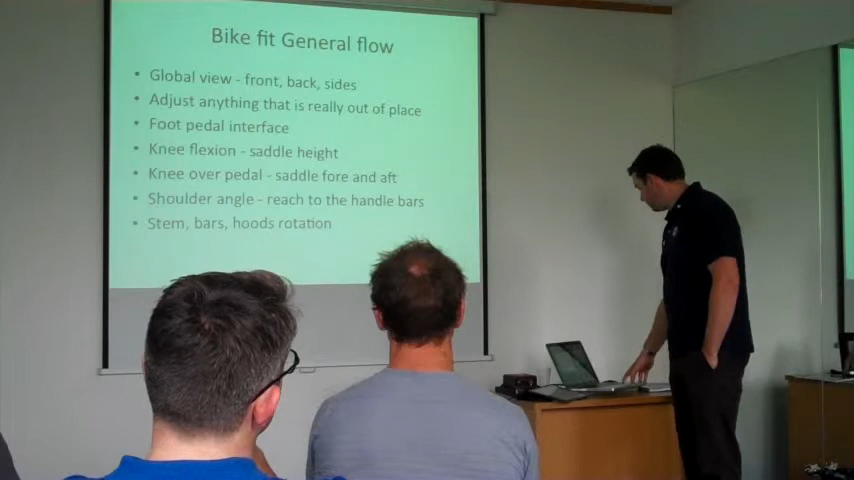 Bike fit General flow
• Global view - front, back, sides
• Adjust anything that is really out of place
• Foot pedal interface
• Knee flexion - saddle height
• Knee over pedal - saddle fore and aft
• Shoulder angle - reach to the handle bars
• Stem, bars, hoods rotation